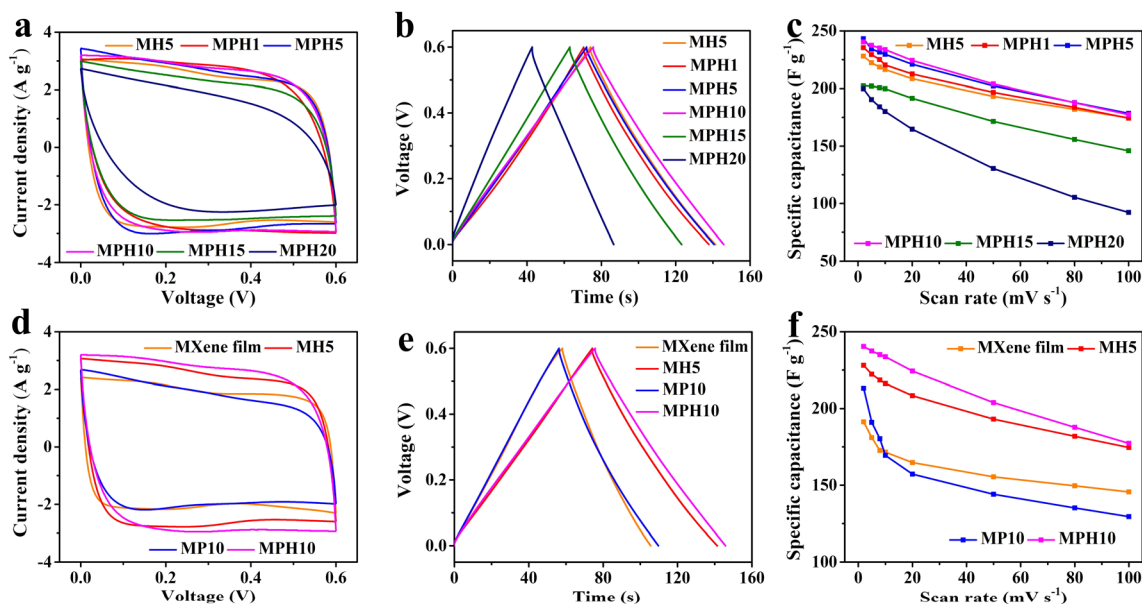 a
MH5 MPH1 MPH5
MPH10 MPH15 MPH20
Current density (A g⁻¹)
4
2
0
-2
-4
0.0 0.2 0.4 0.6
Voltage (V)
b
MH5
MPH1
MPH5
MPH10
MPH15
MPH20
Voltage (V)
0.6
0.4
0.2
0.0
0 40 80 120 160
Time (s)
c
MH5 MPH1 MPH5
MPH10 MPH15 MPH20
Specific capacitance (F g⁻¹)
250
200
150
100
50
0 20 40 60 80 100
Scan rate (mV s⁻¹)
d
MXene film MH5
MP10 MPH10
Current density (A g⁻¹)
4
2
0
-2
-4
0.0 0.2 0.4 0.6
Voltage (V)
e
MXene film
MH5
MP10
MPH10
Voltage (V)
0.6
0.4
0.2
0.0
0 40 80 120 160
Time (s)
f
MXene film MH5
MP10 MPH10
Specific capacitance (F g⁻¹)
250
200
150
100
0 20 40 60 80 100
Scan rate (mV s⁻¹)